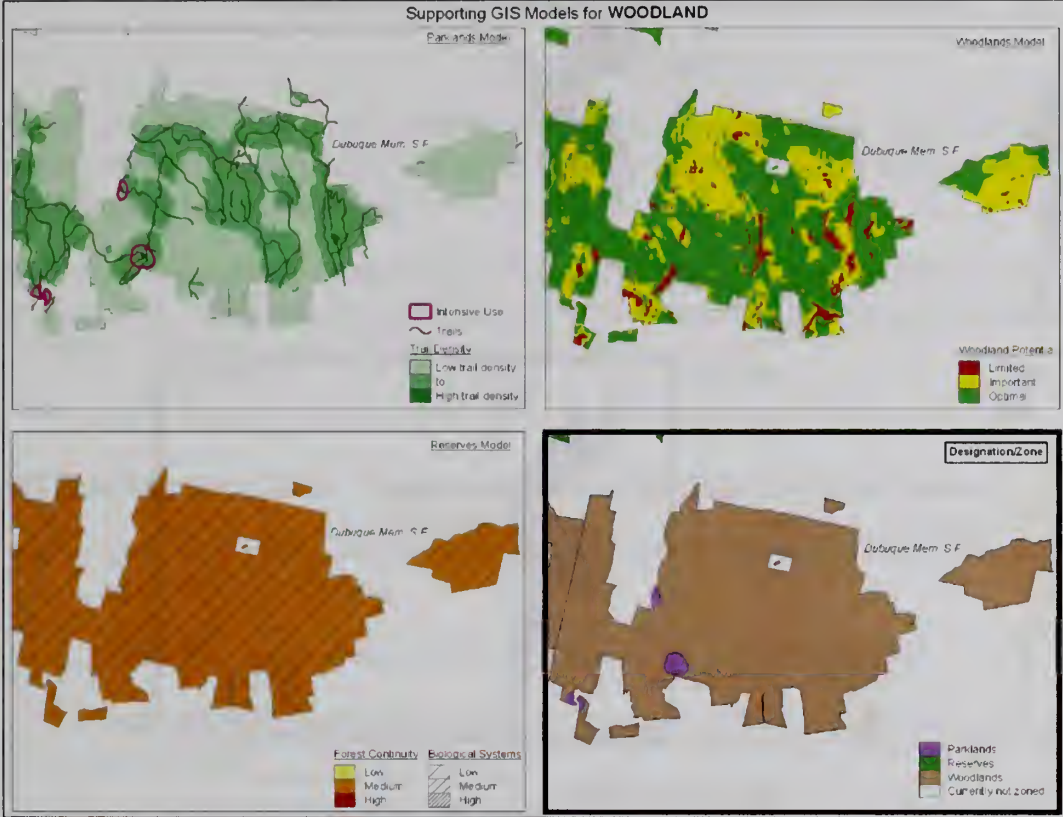 Supporting GIS Models for WOODLAND
Parklands Model
Dubuque Mem. S F
Intensive Use
Trails
Trail Density
Low trail density
to
High trail density
Woodlands Model
Dubuque Mem. S F
Woodland Potentia
Limited
Important
Optimal
Reserves Model
Dubuque Mem. S F
Forest Continuity
Low
Medium
High
Biological Systems
Low
Medium
High
Designation/Zone
Dubuque Mem S F
Parklands
Reserves
Woodlands
Currently not zoned